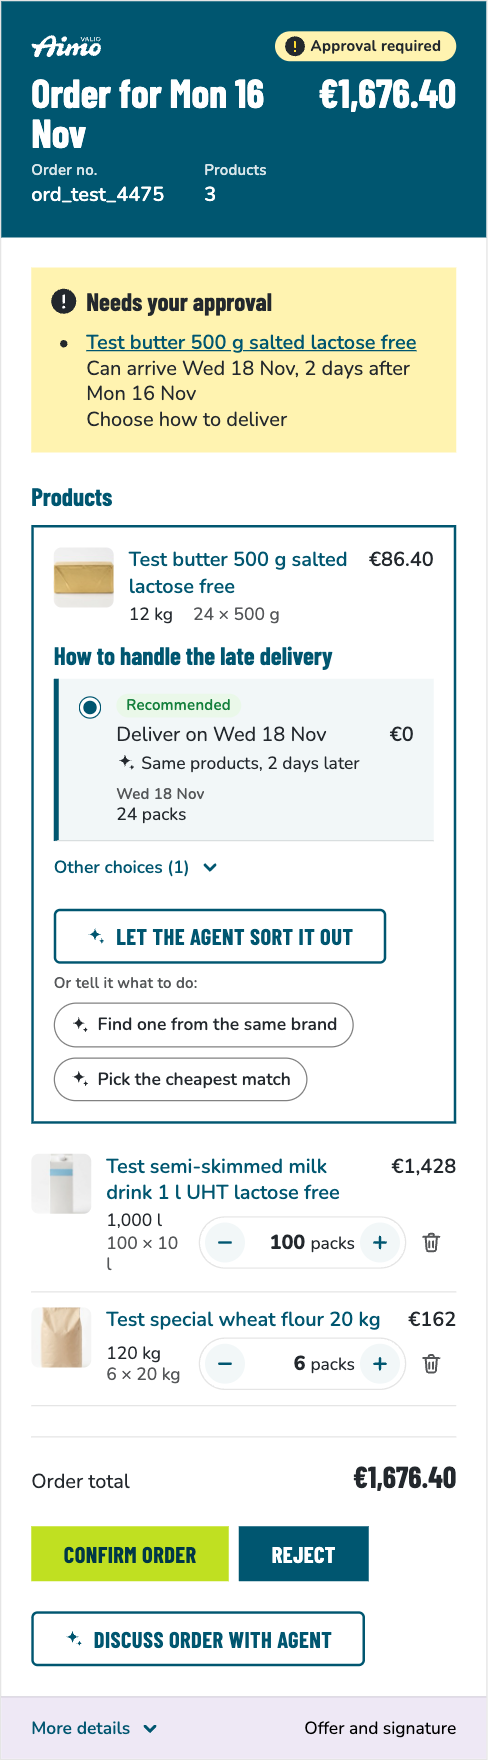 VALIO
Aimo
Approval required
Order for Mon 16 Nov
€1,676.40
Order no.
ord_test_4475
Products
3
Needs your approval
• Test butter 500 g salted lactose free
Can arrive Wed 18 Nov, 2 days after
Mon 16 Nov
Choose how to deliver
Products
Test butter 500 g salted
lactose free
€86.40
12 kg 24 × 500 g
How to handle the late delivery
Recommended
Deliver on Wed 18 Nov €0
Same products, 2 days later
Wed 18 Nov
24 packs
Other choices (1)
LET THE AGENT SORT IT OUT
Or tell it what to do:
Find one from the same brand
Pick the cheapest match
Test semi-skimmed milk
drink 1 l UHT lactose free
€1,428
1,000 l
100 × 10
l
− 100 packs +
Test special wheat flour 20 kg €162
120 kg
6 × 20 kg
− 6 packs +
Order total €1,676.40
CONFIRM ORDER
REJECT
DISCUSS ORDER WITH AGENT
More details
Offer and signature